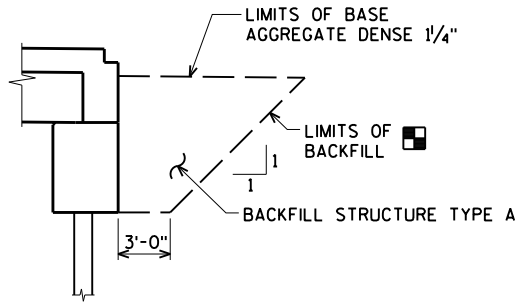 LIMITS OF BASE
AGGREGATE DENSE 1¼"
LIMITS OF
BACKFILL
1
1
BACKFILL STRUCTURE TYPE A
3'-0"